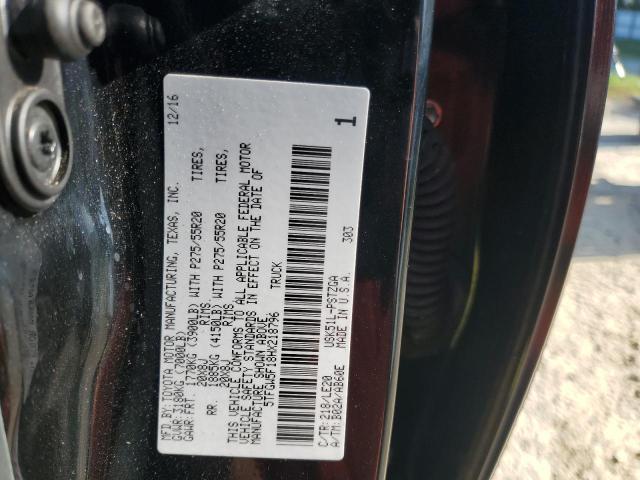 MFD.BY:TOYOTA MOTOR MANUFACTURING, TEXAS, INC. 12/16
GVWR:3180KG (7000LB)
GAWR:FRT. 1770KG (3900LB) WITH P275/55R20 TIRES,
20X8J RIMS.
RR. 1885KG (4150LB) WITH P275/55R20 TIRES,
20X8J RIMS.
THIS VEHICLE CONFORMS TO ALL APPLICABLE FEDERAL MOTOR
VEHICLE SAFETY STANDARDS IN EFFECT ON THE DATE OF
MANUFACTURE SHOWN ABOVE.
5TFGW5F18HX218796 TRUCK
C/TR:218/LE20 USK51L-PSTZGA 303
A/TM:B02A/AB60E MADE IN U.S.A. 1